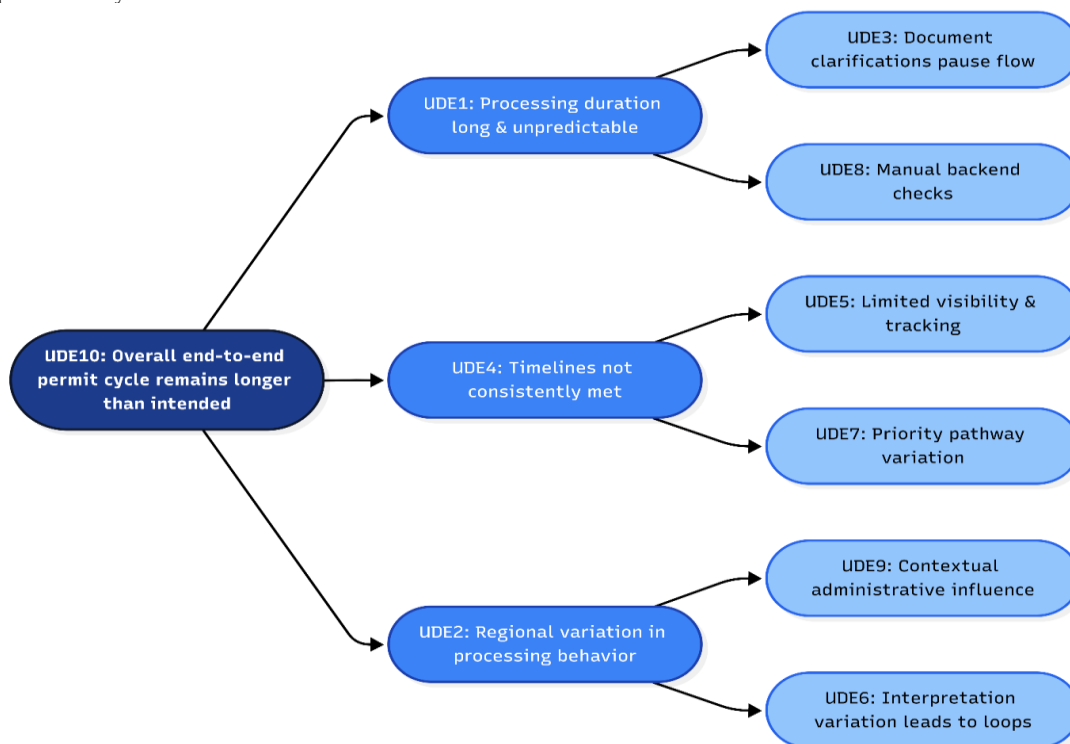 UDE3: Document
clarifications pause flow
UDE1: Processing duration
long & unpredictable
UDE8: Manual backend
checks
UDE5: Limited visibility &
tracking
UDE10: Overall end-to-end
permit cycle remains longer
than intended
UDE4: Timelines not
consistently met
UDE7: Priority pathway
variation
UDE9: Contextual
administrative influence
UDE2: Regional variation in
processing behavior
UDE6: Interpretation
variation leads to loops